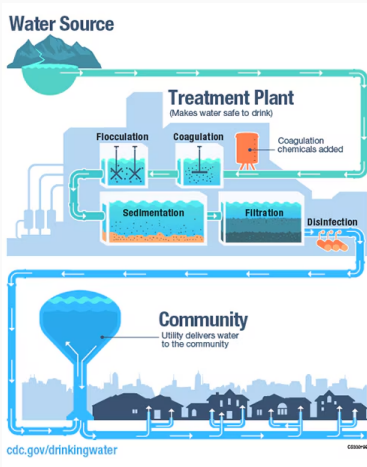 Water Source
Treatment Plant
(Makes water safe to drink)
Flocculation
Coagulation
Coagulation
chemicals added
Sedimentation
Filtration
Disinfection
Community
Utility delivers water
to the community
cdc.gov/drinkingwater